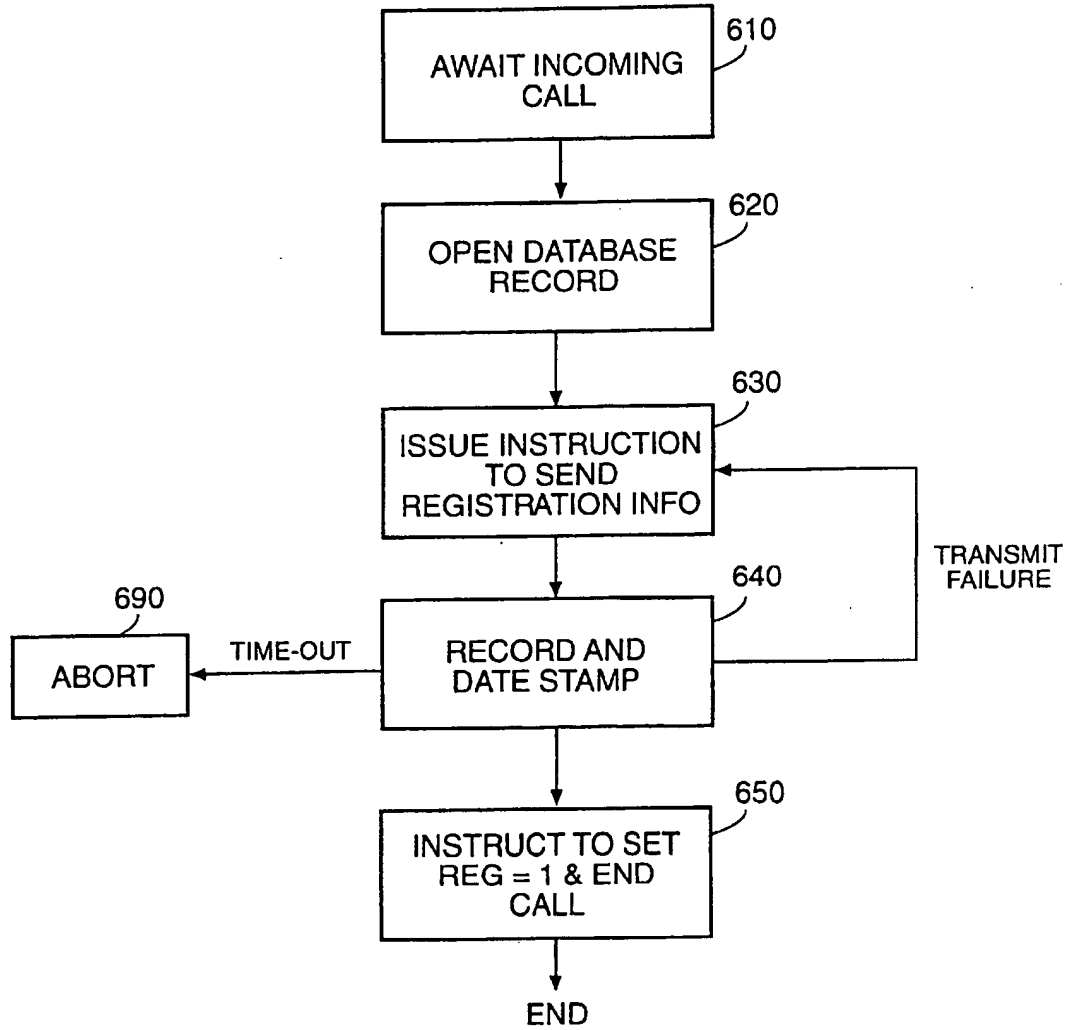 610
AWAIT INCOMING
CALL
620
OPEN DATABASE
RECORD
630
ISSUE INSTRUCTION
TO SEND
REGISTRATION INFO
TRANSMIT
FAILURE
640
RECORD AND
DATE STAMP
TIME-OUT
690
ABORT
650
INSTRUCT TO SET
REG = 1 & END
CALL
END